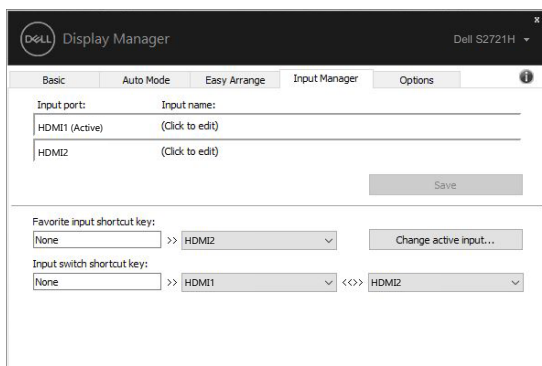 x
DELL Display Manager Dell S2721H
Basic Auto Mode Easy Arrange Input Manager Options i
Input port: Input name:
HDMI1 (Active) (Click to edit)
HDMI2 (Click to edit)
Save
Favorite input shortcut key:
None >> HDMI2 Change active input...
Input switch shortcut key:
None >> HDMI1 <<>> HDMI2